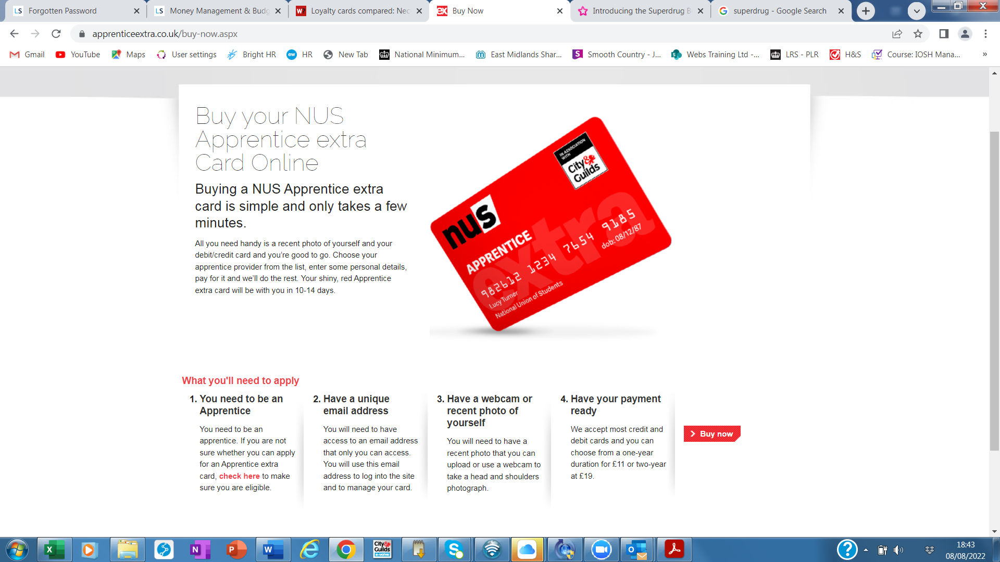 Forgotten Password
Money Management & Budg
Loyalty cards compared: Nec
Buy Now
Introducing the Superdrug B
superdrug - Google Search
apprenticeextra.co.uk/buy-now.aspx
Gmail
YouTube
Maps
User settings
Bright HR
HR
New Tab
National Minimum...
East Midlands Shar...
Smooth Country - J...
Webs Training Ltd -...
LRS - PLR
H&S
Course: IOSH Mana...
»
Buy your NUS
Apprentice extra
Card Online
Buying a NUS Apprentice extra
card is simple and only takes a few
minutes.
All you need handy is a recent photo of yourself and your
debit/credit card and you're good to go. Choose your
apprentice provider from the list, enter some personal details,
pay for it and we'll do the rest. Your shiny, red Apprentice
extra card will be with you in 10-14 days.
IN ASSOCIATION
WITH
City&
Guilds
nus
APPRENTICE
extra
982612 1234 7654 9185
dob: 08/12/87
Lucy Turner
National Union of Students
What you'll need to apply
1. You need to be an
Apprentice
You need to be an
apprentice. If you are not
sure whether you can apply
for an Apprentice extra
card, check here to make
sure you are eligible.
2. Have a unique
email address
You will need to have
access to an email address
that only you can access.
You will use this email
address to log into the site
and to manage your card.
3. Have a webcam or
recent photo of
yourself
You will need to have a
recent photo that you can
upload or use a webcam to
take a head and shoulders
photograph.
4. Have your payment
ready
We accept most credit and
debit cards and you can
choose from a one-year
duration for £11 or two-year
at £19.
Buy now
City&
Guilds
e-volve
18:43
08/08/2022